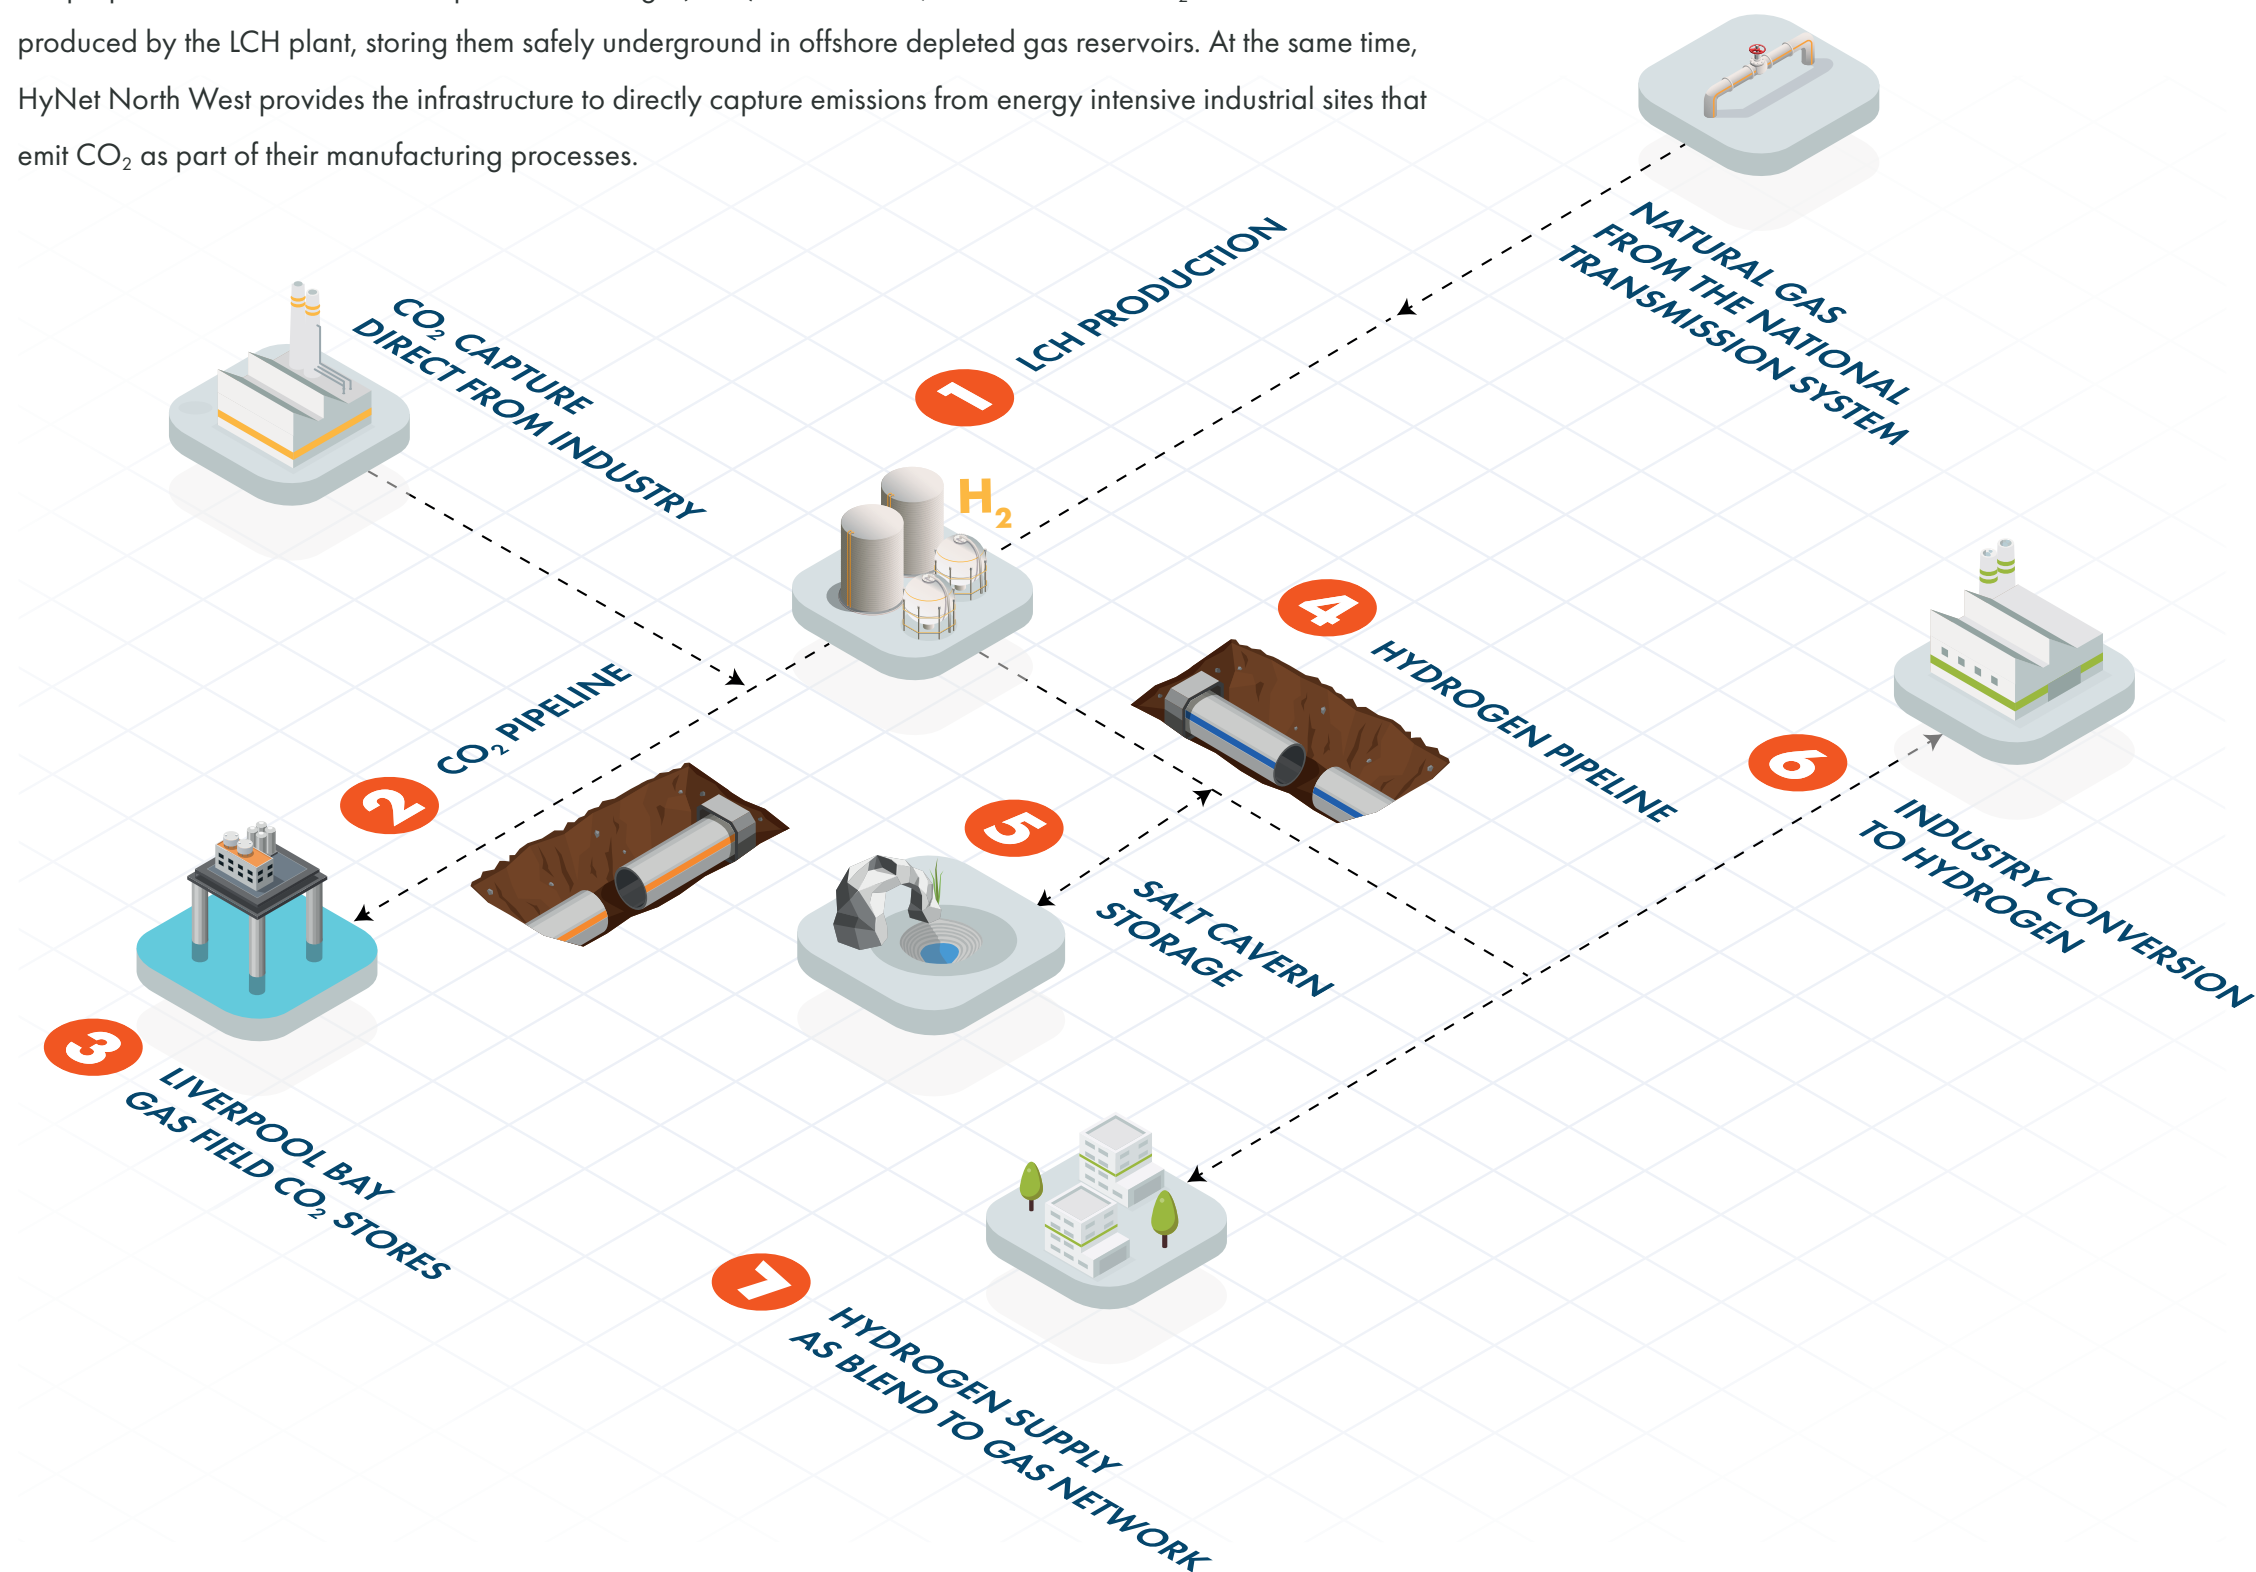 produced by the LCH plant, storing them safely underground in offshore depleted gas reservoirs. At the same time,
HyNet North West provides the infrastructure to directly capture emissions from energy intensive industrial sites that
emit CO₂ as part of their manufacturing processes.
NATURAL GAS
FROM THE NATIONAL
TRANSMISSION SYSTEM
1
LCH PRODUCTION
CO₂ CAPTURE
DIRECT FROM INDUSTRY
H₂
4
HYDROGEN PIPELINE
2
CO₂ PIPELINE
6
INDUSTRY CONVERSION
TO HYDROGEN
5
SALT CAVERN
STORAGE
3
LIVERPOOL BAY
GAS FIELD CO₂ STORES
7
HYDROGEN SUPPLY
AS BLEND TO GAS NETWORK